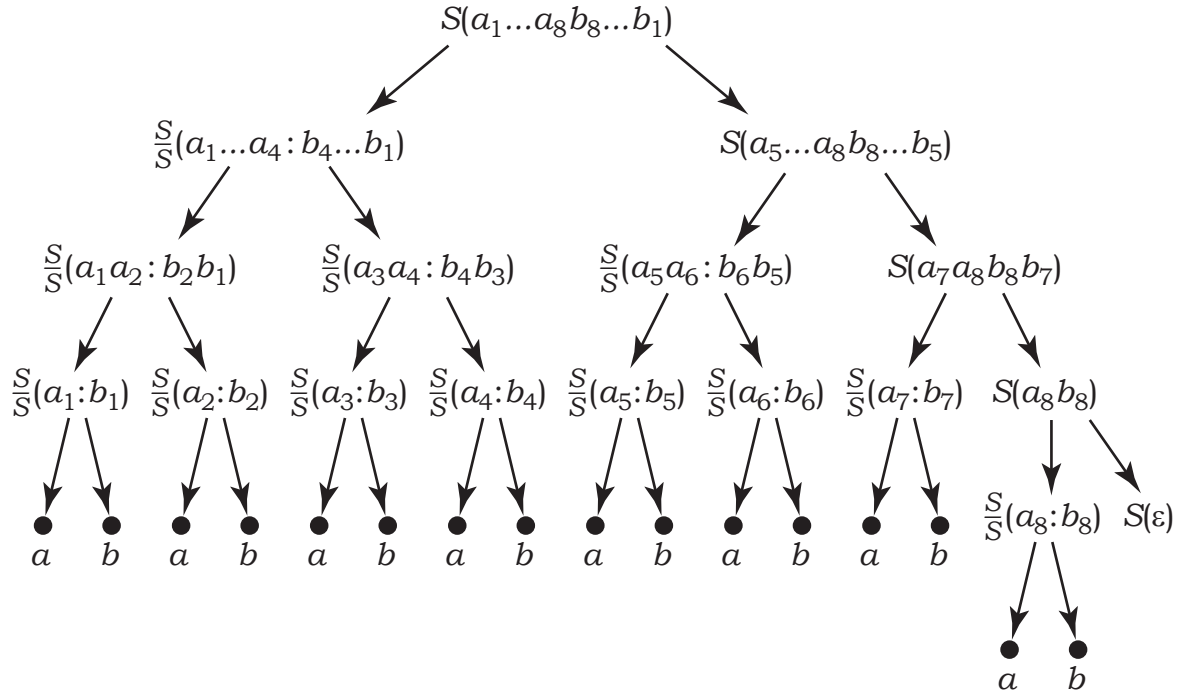 S(a₁...a₈b₈...b₁)
S/S(a₁...a₄:b₄...b₁) S(a₅...a₈b₈...b₅)
S/S(a₁a₂:b₂b₁) S/S(a₃a₄:b₄b₃) S/S(a₅a₆:b₆b₅) S(a₇a₈b₈b₇)
S/S(a₁:b₁) S/S(a₂:b₂) S/S(a₃:b₃) S/S(a₄:b₄) S/S(a₅:b₅) S/S(a₆:b₆) S/S(a₇:b₇) S(a₈b₈)
S/S(a₈:b₈) S(ε)
a b a b a b a b a b a b a b
a b